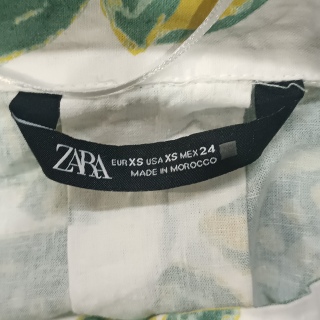 ZARA
EUR XS USA XS MEX 24
MADE IN MOROCCO